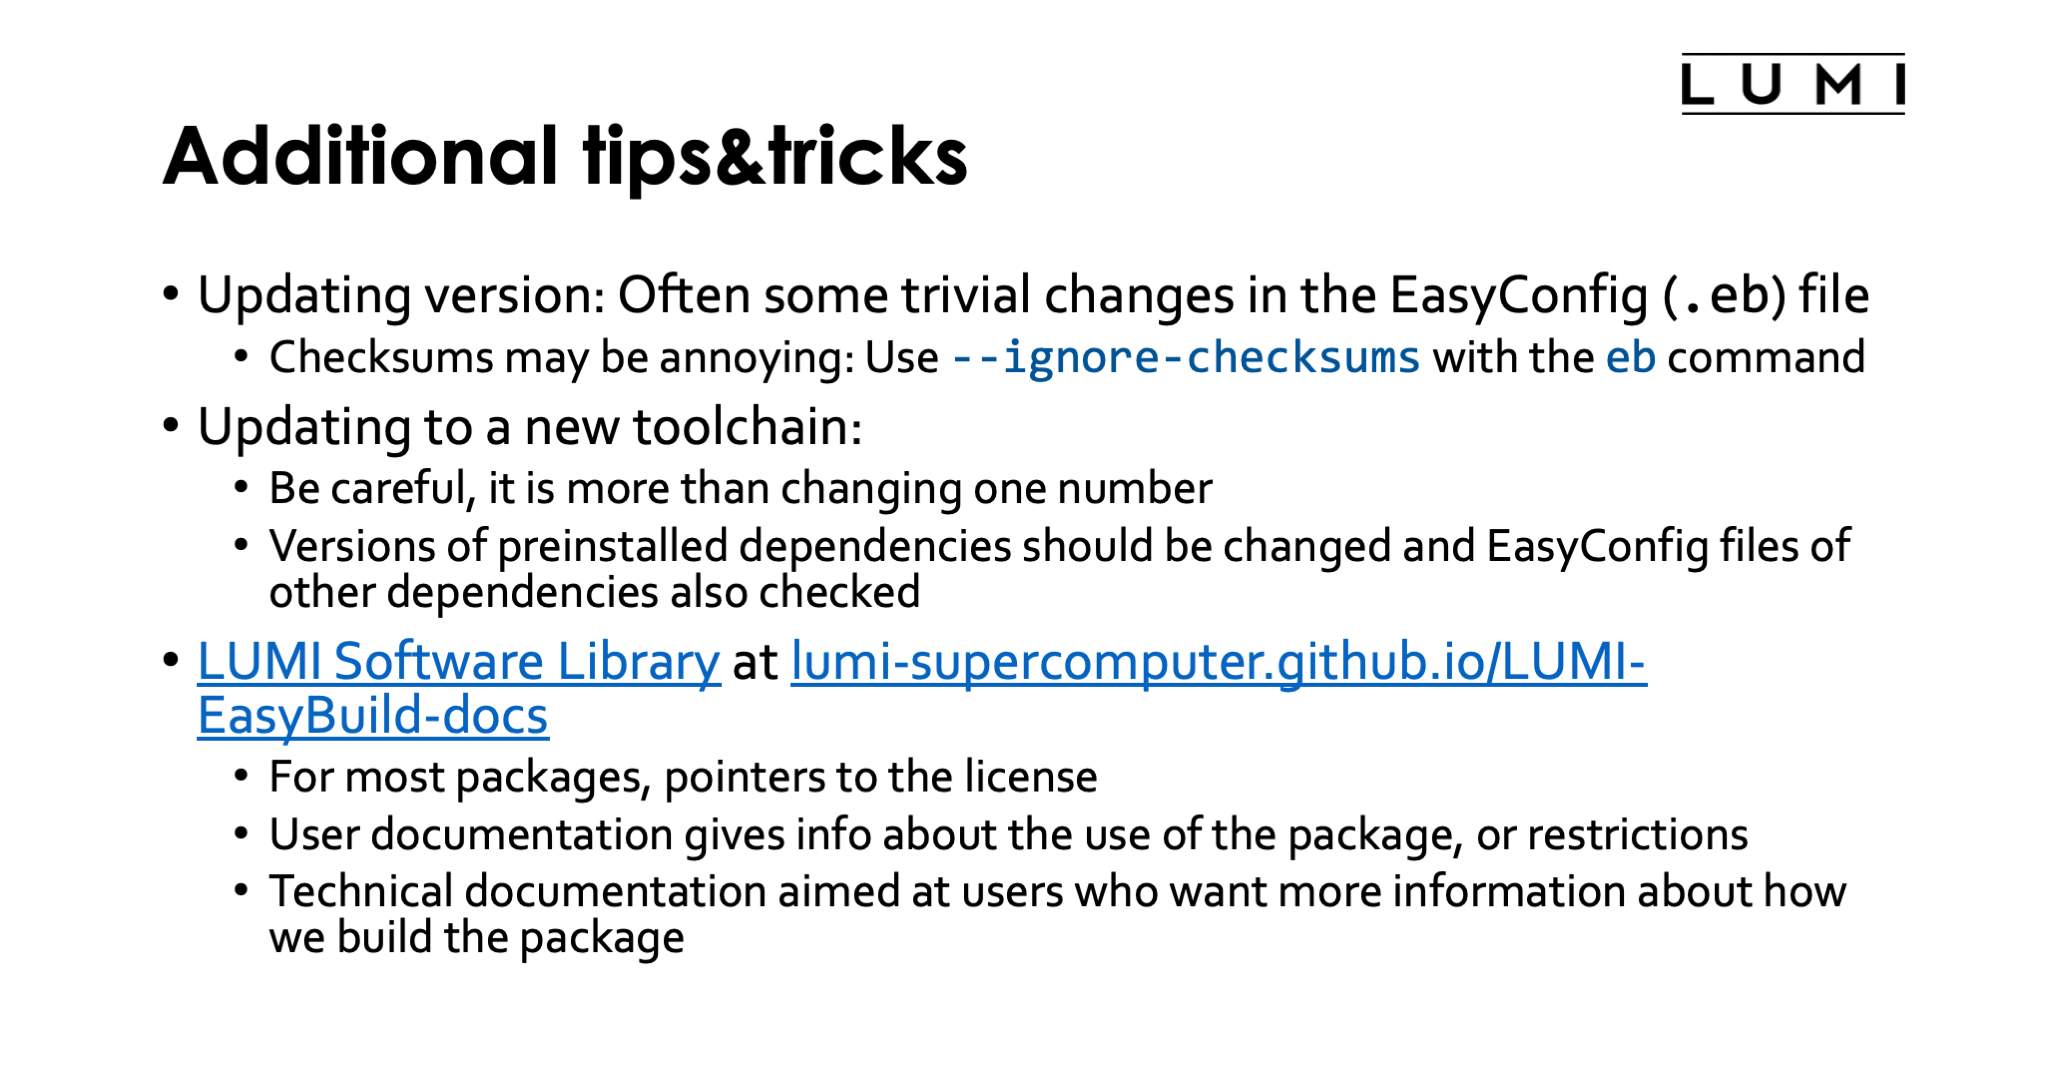 LUMI
Additional tips&tricks
• Updating version: Often some trivial changes in the EasyConfig (.eb) file
• Checksums may be annoying: Use --ignore-checksums with the eb command
• Updating to a new toolchain:
• Be careful, it is more than changing one number
• Versions of preinstalled dependencies should be changed and EasyConfig files of
other dependencies also checked
• LUMI Software Library at lumi-supercomputer.github.io/LUMI-
EasyBuild-docs
• For most packages, pointers to the license
• User documentation gives info about the use of the package, or restrictions
• Technical documentation aimed at users who want more information about how
we build the package